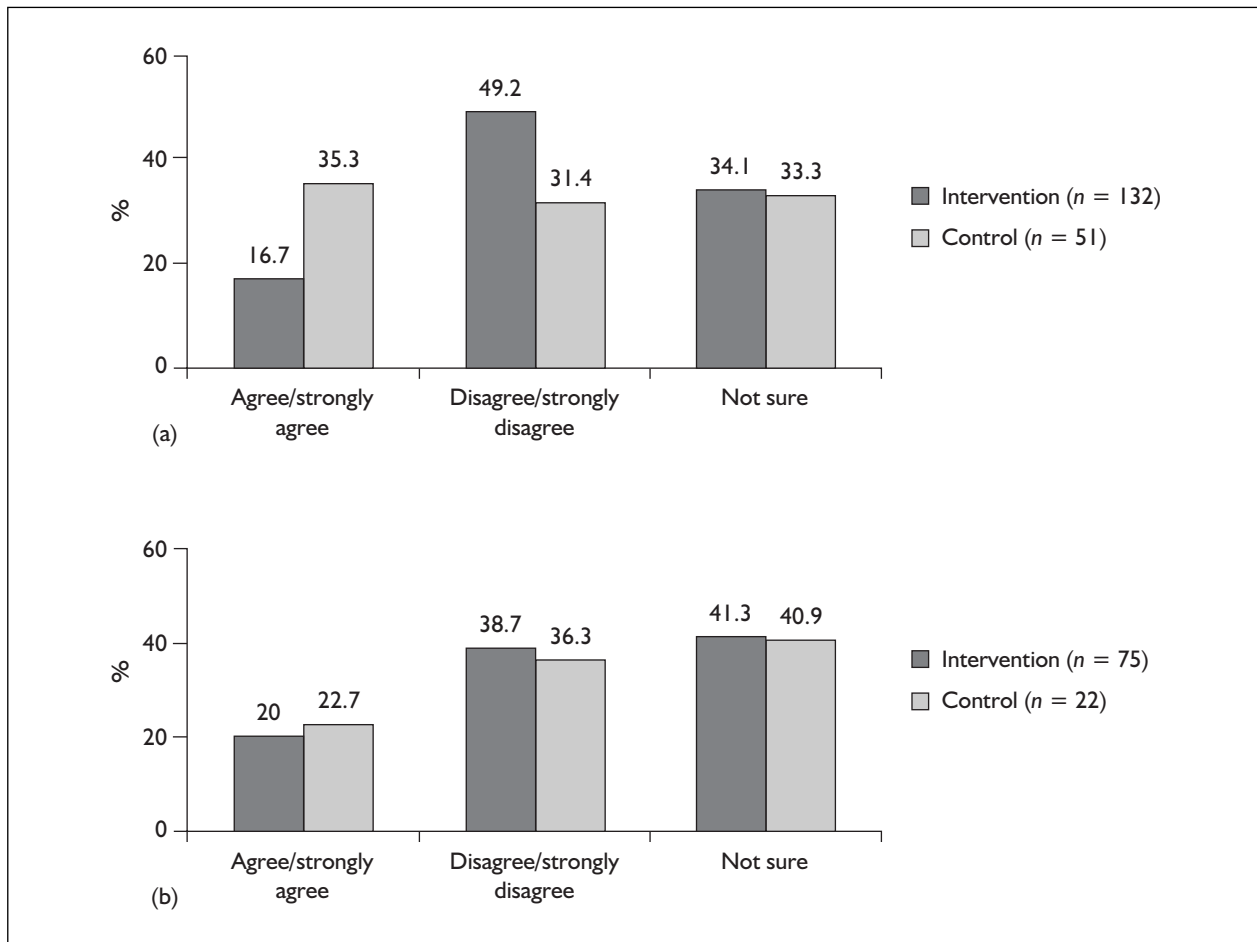 60
49.2
40
35.3
34.1
33.3
31.4
%
20
16.7
0
Agree/strongly
agree
Disagree/strongly
disagree
Not sure
Intervention (n = 132)
Control (n = 51)
(a)
60
41.3
40.9
40
38.7
36.3
%
22.7
20
20
0
Agree/strongly
agree
Disagree/strongly
disagree
Not sure
Intervention (n = 75)
Control (n = 22)
(b)